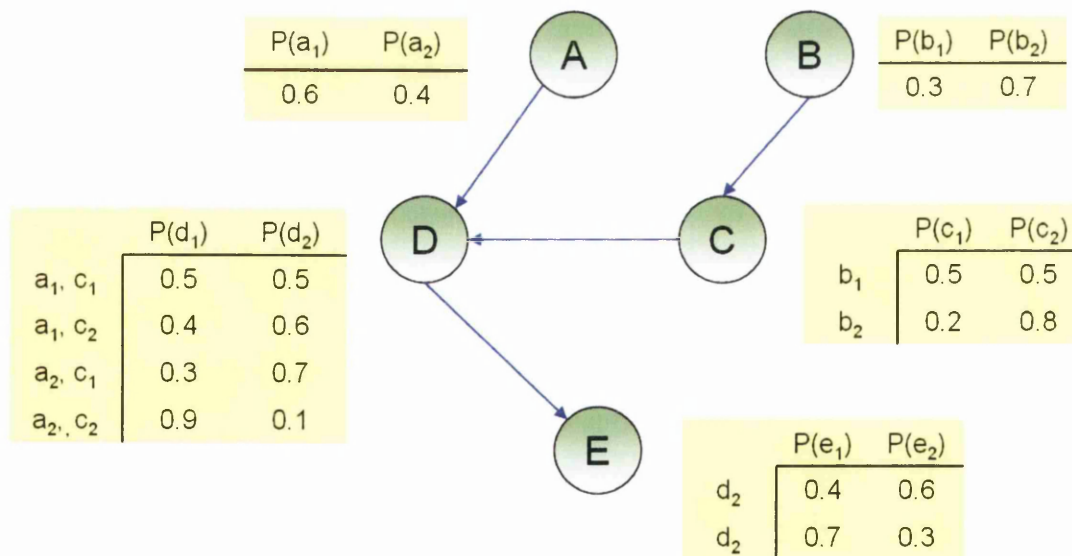 P(a₁) P(a₂)
0.6 0.4
A
B
P(b₁) P(b₂)
0.3 0.7
P(d₁) P(d₂)
a₁, c₁ 0.5 0.5
a₁, c₂ 0.4 0.6
a₂, c₁ 0.3 0.7
a₂,, c₂ 0.9 0.1
D
C
P(c₁) P(c₂)
b₁ 0.5 0.5
b₂ 0.2 0.8
E
P(e₁) P(e₂)
d₂ 0.4 0.6
d₂ 0.7 0.3